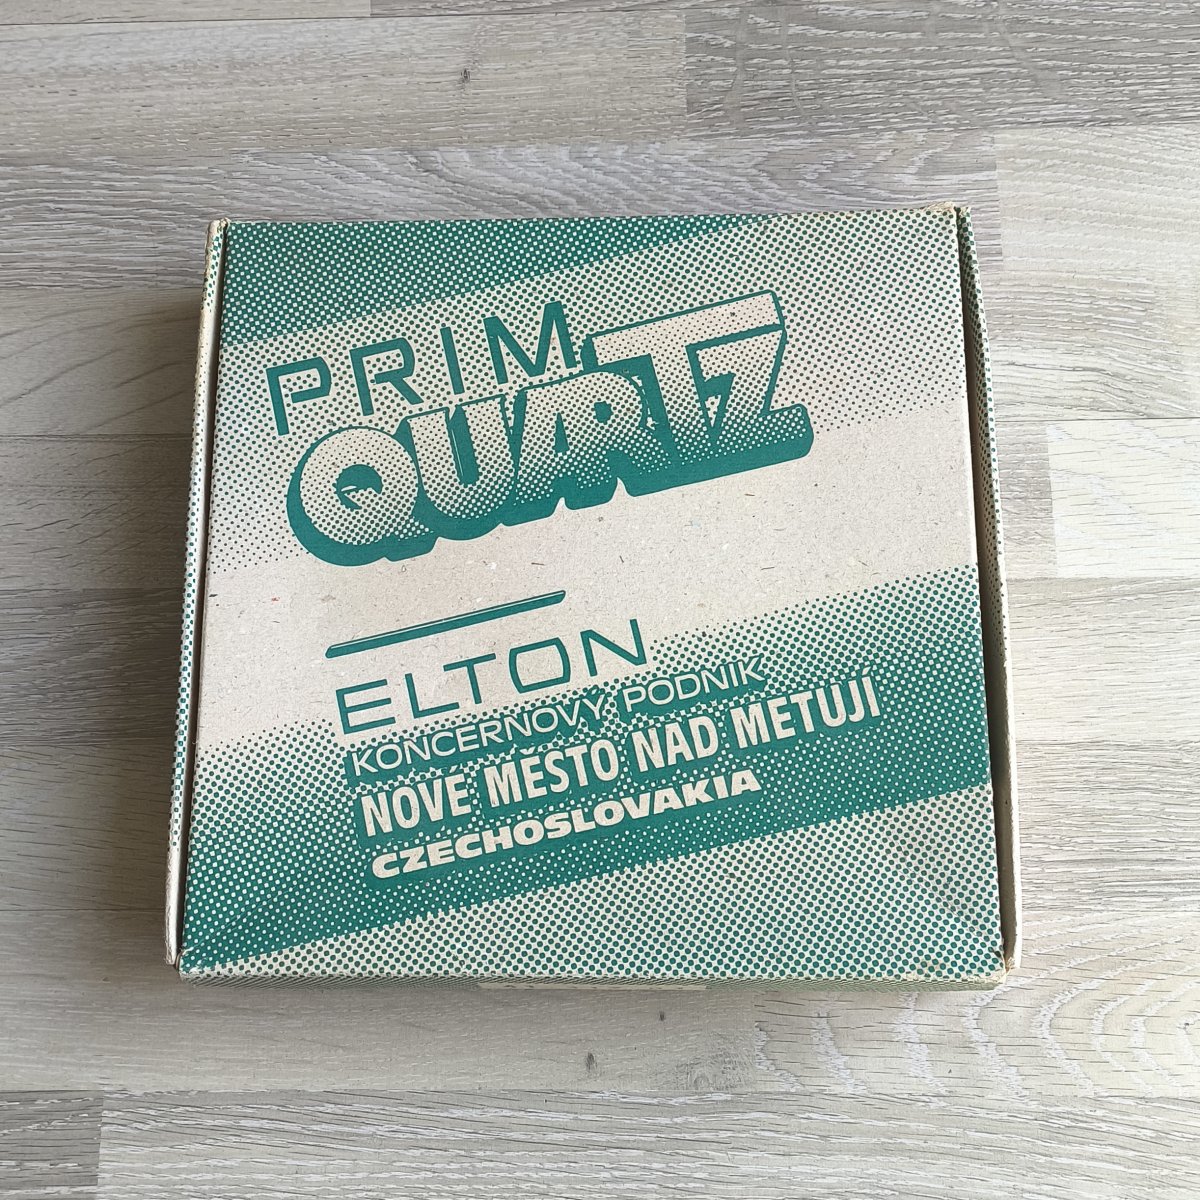 PRIM
QUARTZ
ELTON
KONCERNOVÝ PODNIK
NOVÉ MĚSTO NAD METUJÍ
CZECHOSLOVAKIA